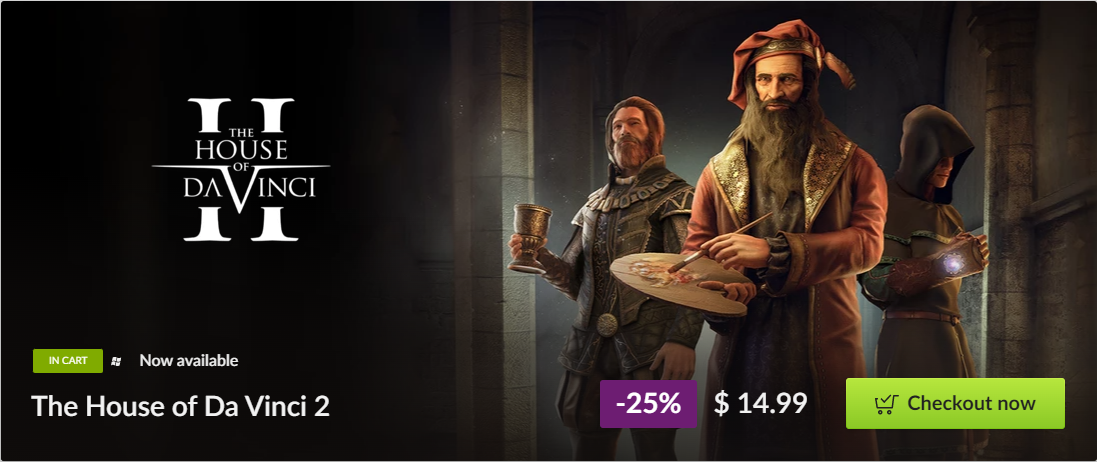 II
THE
HOUSE
OF
DA VINCI
IN CART
Now available
The House of Da Vinci 2
-25%
$ 14.99
Checkout now